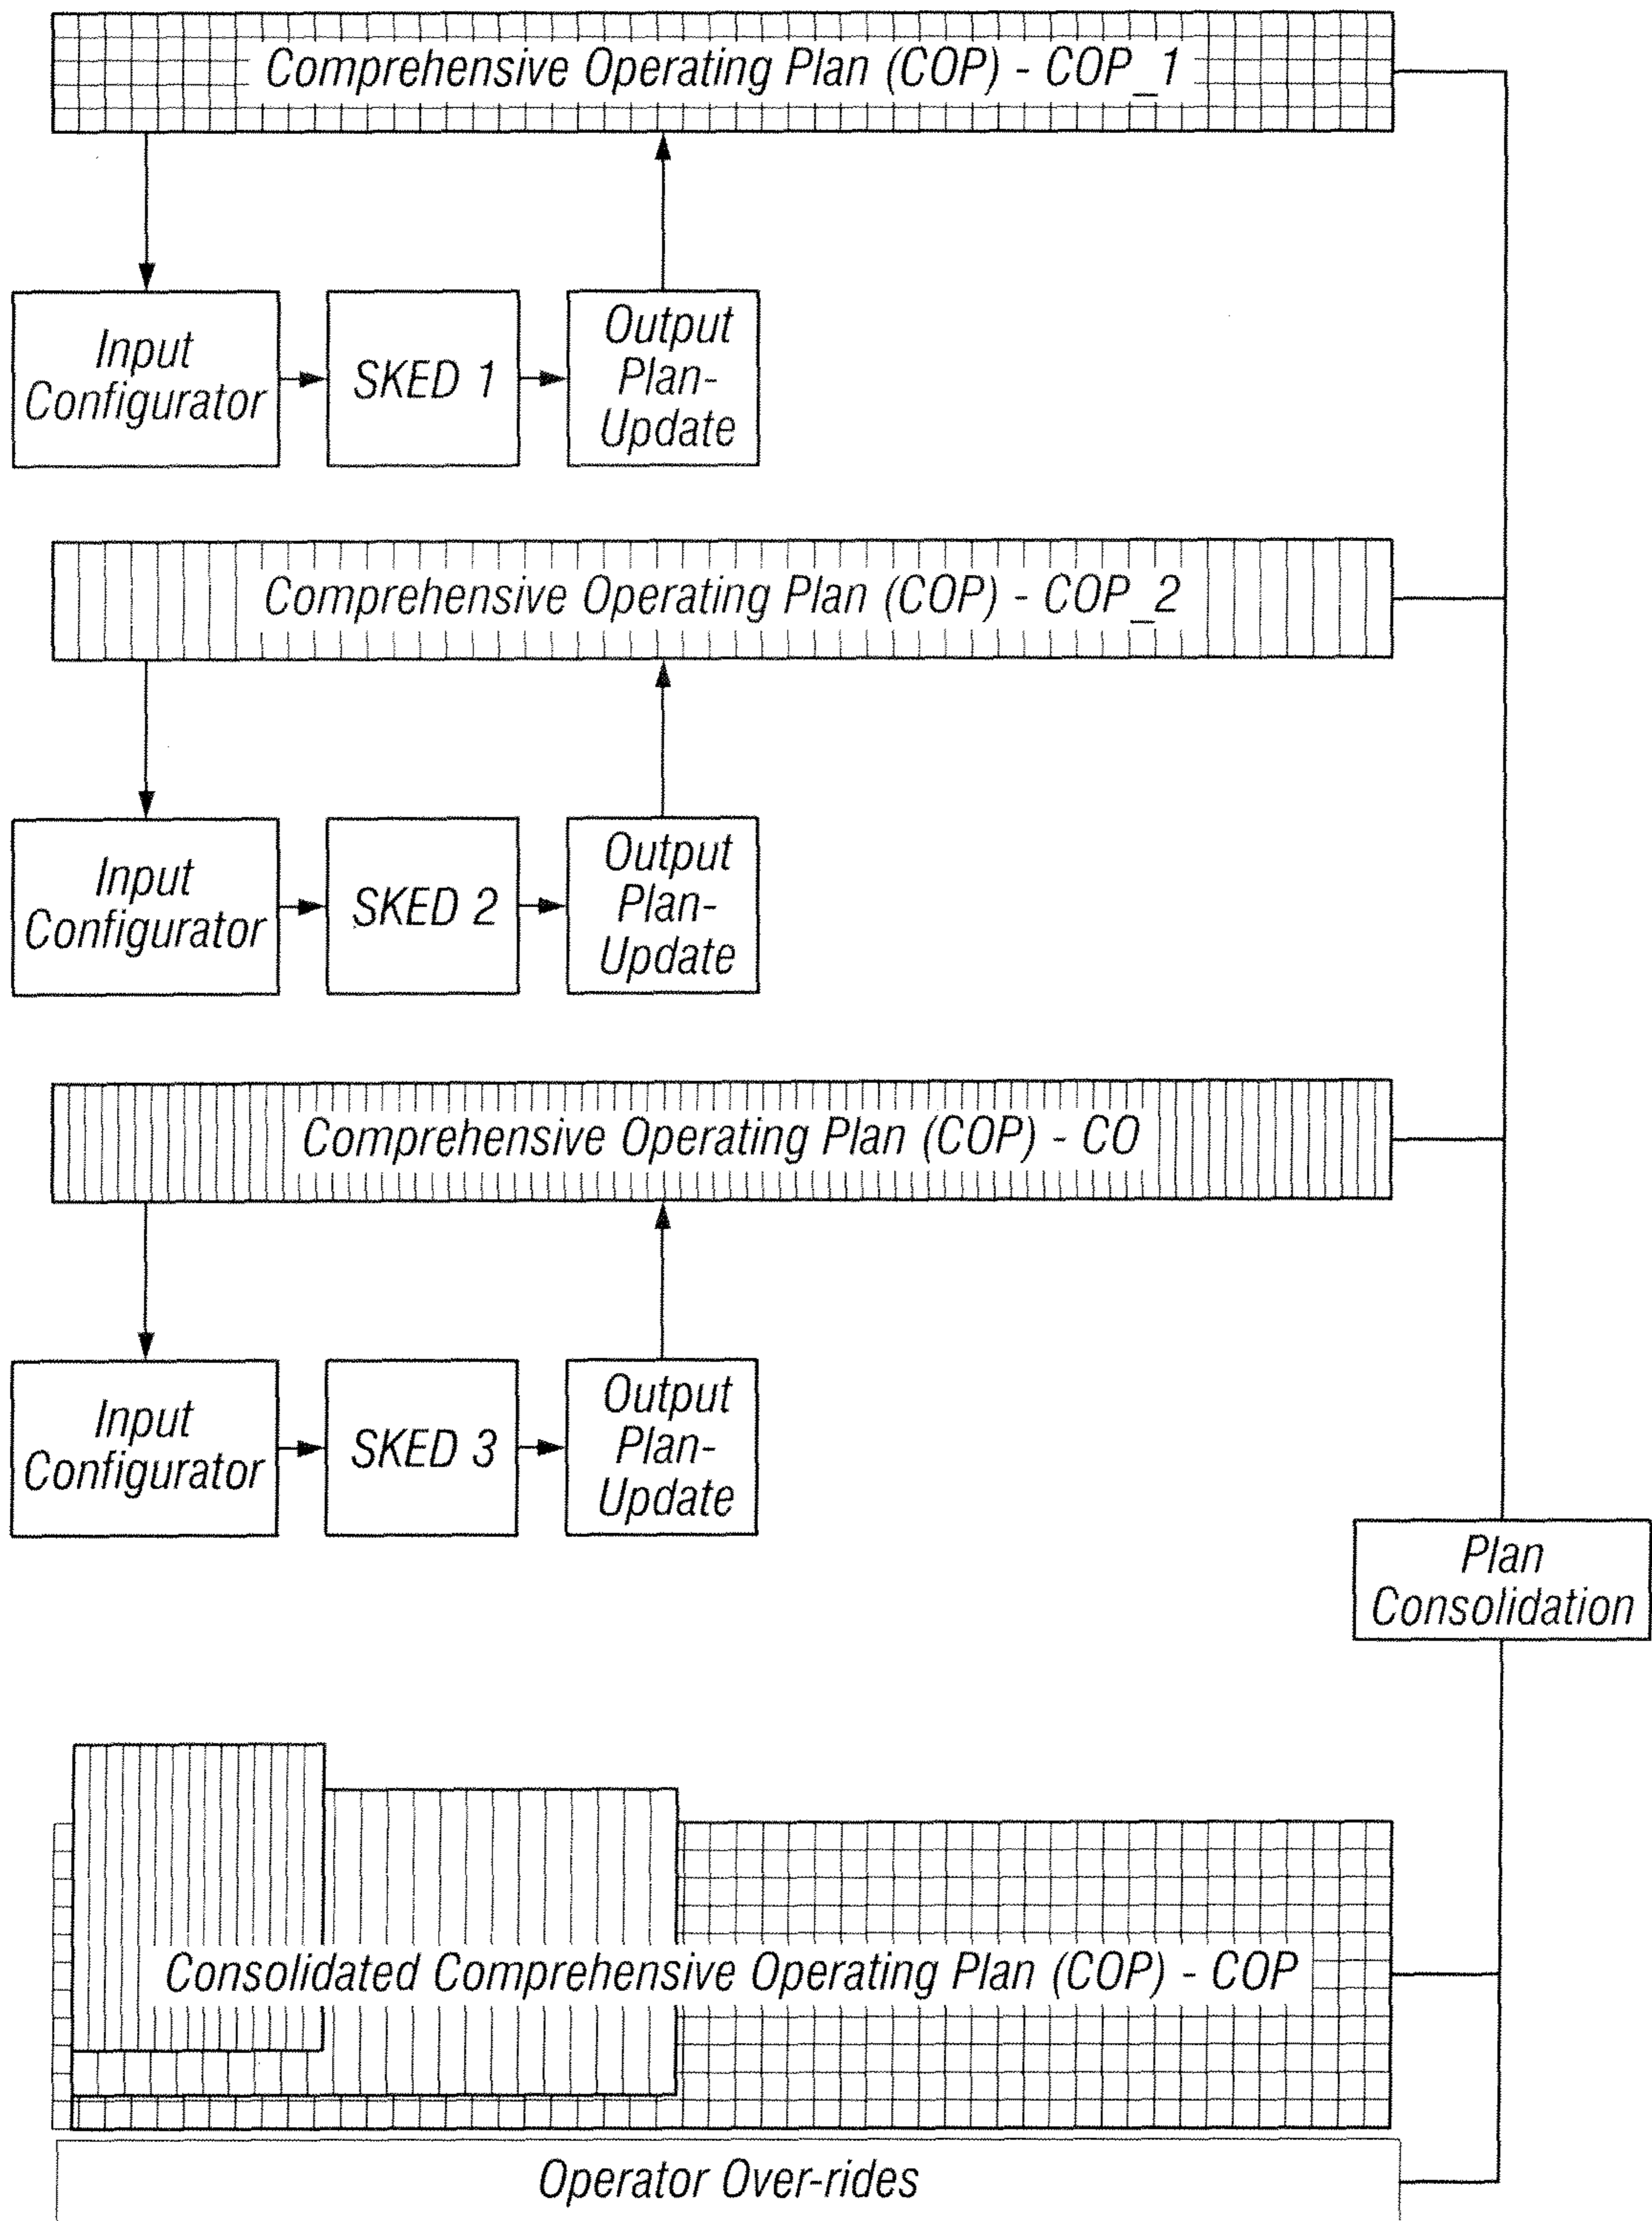 Comprehensive Operating Plan (COP) - COP_1
Input
Configurator
SKED 1
Output
Plan-
Update
Comprehensive Operating Plan (COP) - COP_2
Input
Configurator
SKED 2
Output
Plan-
Update
Comprehensive Operating Plan (COP) - CO
Input
Configurator
SKED 3
Output
Plan-
Update
Plan
Consolidation
Consolidated Comprehensive Operating Plan (COP) - COP
Operator Over-rides